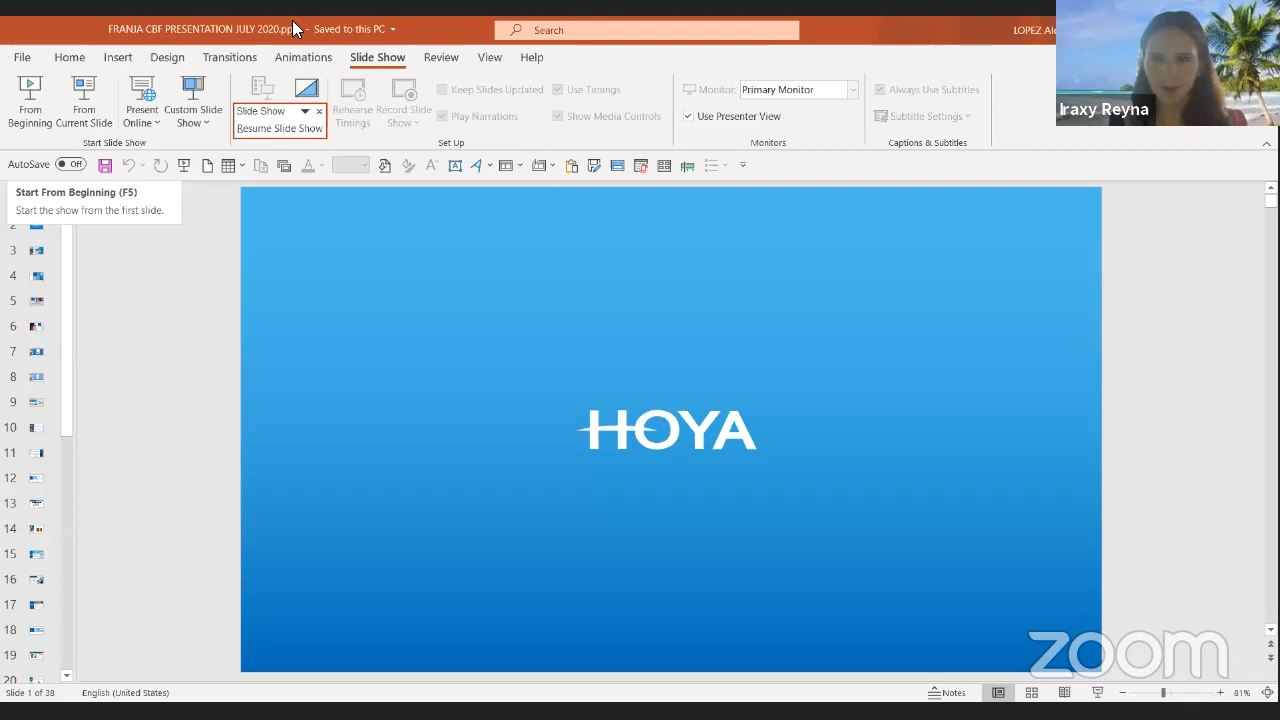 FRANJA CBF PRESENTATION JULY 2020.pp - Saved to this PC
Search
LOPEZ
Iraxy Reyna
File Home Insert Design Transitions Animations Slide Show Review View Help
From Beginning
From Current Slide
Present Online
Custom Slide Show
Slide Show
Resume Slide Show
Rehearse Timings
Record Slide Show
Keep Slides Updated
Play Narrations
Use Timings
Show Media Controls
Monitor: Primary Monitor
Use Presenter View
Always Use Subtitles
Subtitle Settings
Start Slide Show
Set Up
Monitors
Captions & Subtitles
AutoSave Off
Start From Beginning (F5)
Start the show from the first slide.
2
3
4
5
6
7
8
9
10
11
12
13
14
15
16
17
18
19
20
HOYA
zoom
Slide 1 of 38
English (United States)
Notes
81%